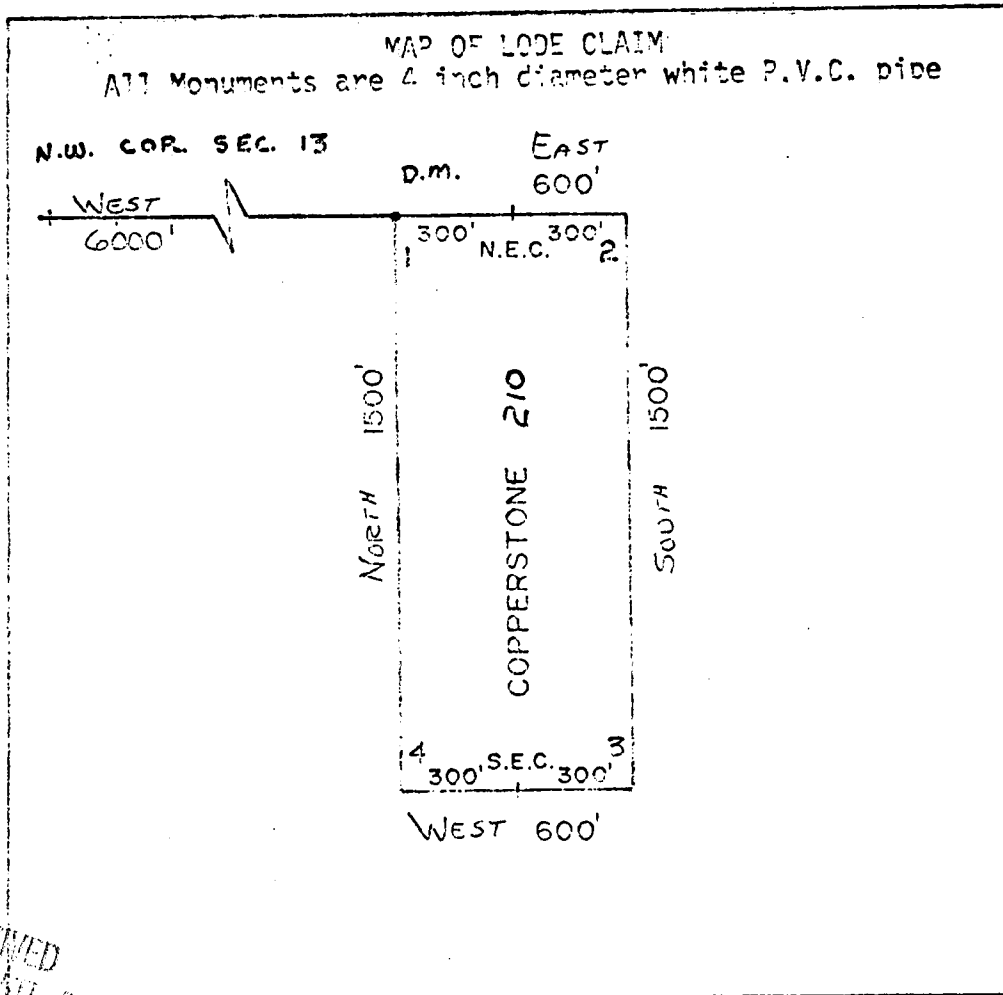 MAP OF LODE CLAIM
All Monuments are 4 inch diameter white P.V.C. pipe
N.W. COR. SEC. 13
D.M.
EAST
600'
WEST
6000'
300' 300'
1 N.E.C. 2
NORTH 1500'
COPPERSTONE 210
SOUTH 1500'
4 S.E.C. 3
300' 300'
WEST 600'